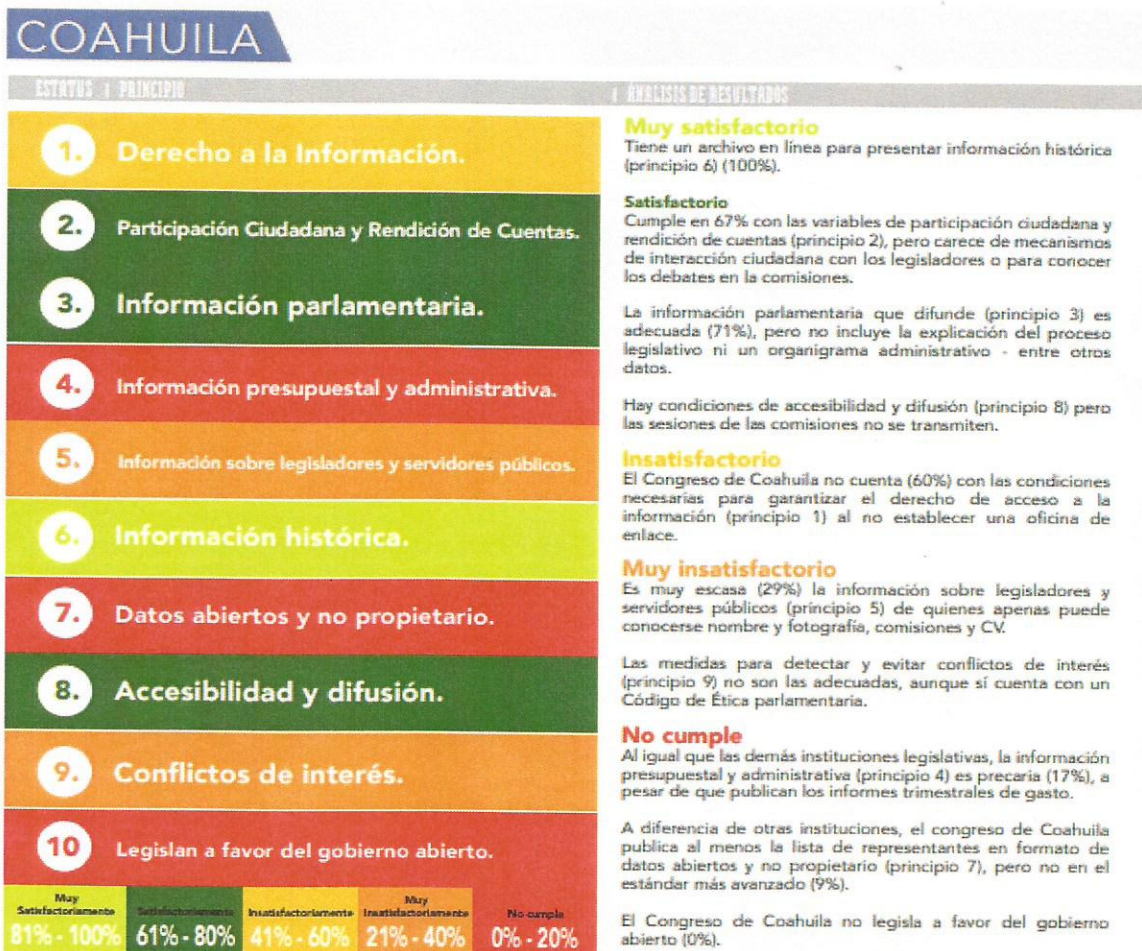 COAHUILA
ESTATUS | PRINCIPIO
| ANÁLISIS DE RESULTADOS
1. Derecho a la Información.
2. Participación Ciudadana y Rendición de Cuentas.
3. Información parlamentaria.
4. Información presupuestal y administrativa.
5. Información sobre legisladores y servidores públicos.
6. Información histórica.
7. Datos abiertos y no propietario.
8. Accesibilidad y difusión.
9. Conflictos de interés.
10 Legislan a favor del gobierno abierto.
Muy Satisfactoriamente 81% - 100%
Satisfactoriamente 61% - 80%
Insatisfactoriamente 41% - 60%
Muy Insatisfactoriamente 21% - 40%
No cumple 0% - 20%
Muy satisfactorio
Tiene un archivo en línea para presentar información histórica
(principio 6) (100%).
Satisfactorio
Cumple en 67% con las variables de participación ciudadana y
rendición de cuentas (principio 2), pero carece de mecanismos
de interacción ciudadana con los legisladores o para conocer
los debates en la comisiones.
La información parlamentaria que difunde (principio 3) es
adecuada (71%), pero no incluye la explicación del proceso
legislativo ni un organigrama administrativo - entre otros
datos.
Hay condiciones de accesibilidad y difusión (principio 8) pero
las sesiones de las comisiones no se transmiten.
Insatisfactorio
El Congreso de Coahuila no cuenta (60%) con las condiciones
necesarias para garantizar el derecho de acceso a la
información (principio 1) al no establecer una oficina de
enlace.
Muy insatisfactorio
Es muy escasa (29%) la información sobre legisladores y
servidores públicos (principio 5) de quienes apenas puede
conocerse nombre y fotografía, comisiones y CV.
Las medidas para detectar y evitar conflictos de interés
(principio 9) no son las adecuadas, aunque sí cuenta con un
Código de Ética parlamentaria.
No cumple
Al igual que las demás instituciones legislativas, la información
presupuestal y administrativa (principio 4) es precaria (17%), a
pesar de que publican los informes trimestrales de gasto.
A diferencia de otras instituciones, el congreso de Coahuila
publica al menos la lista de representantes en formato de
datos abiertos y no propietario (principio 7), pero no en el
estándar más avanzado (9%).
El Congreso de Coahuila no legisla a favor del gobierno
abierto (0%).